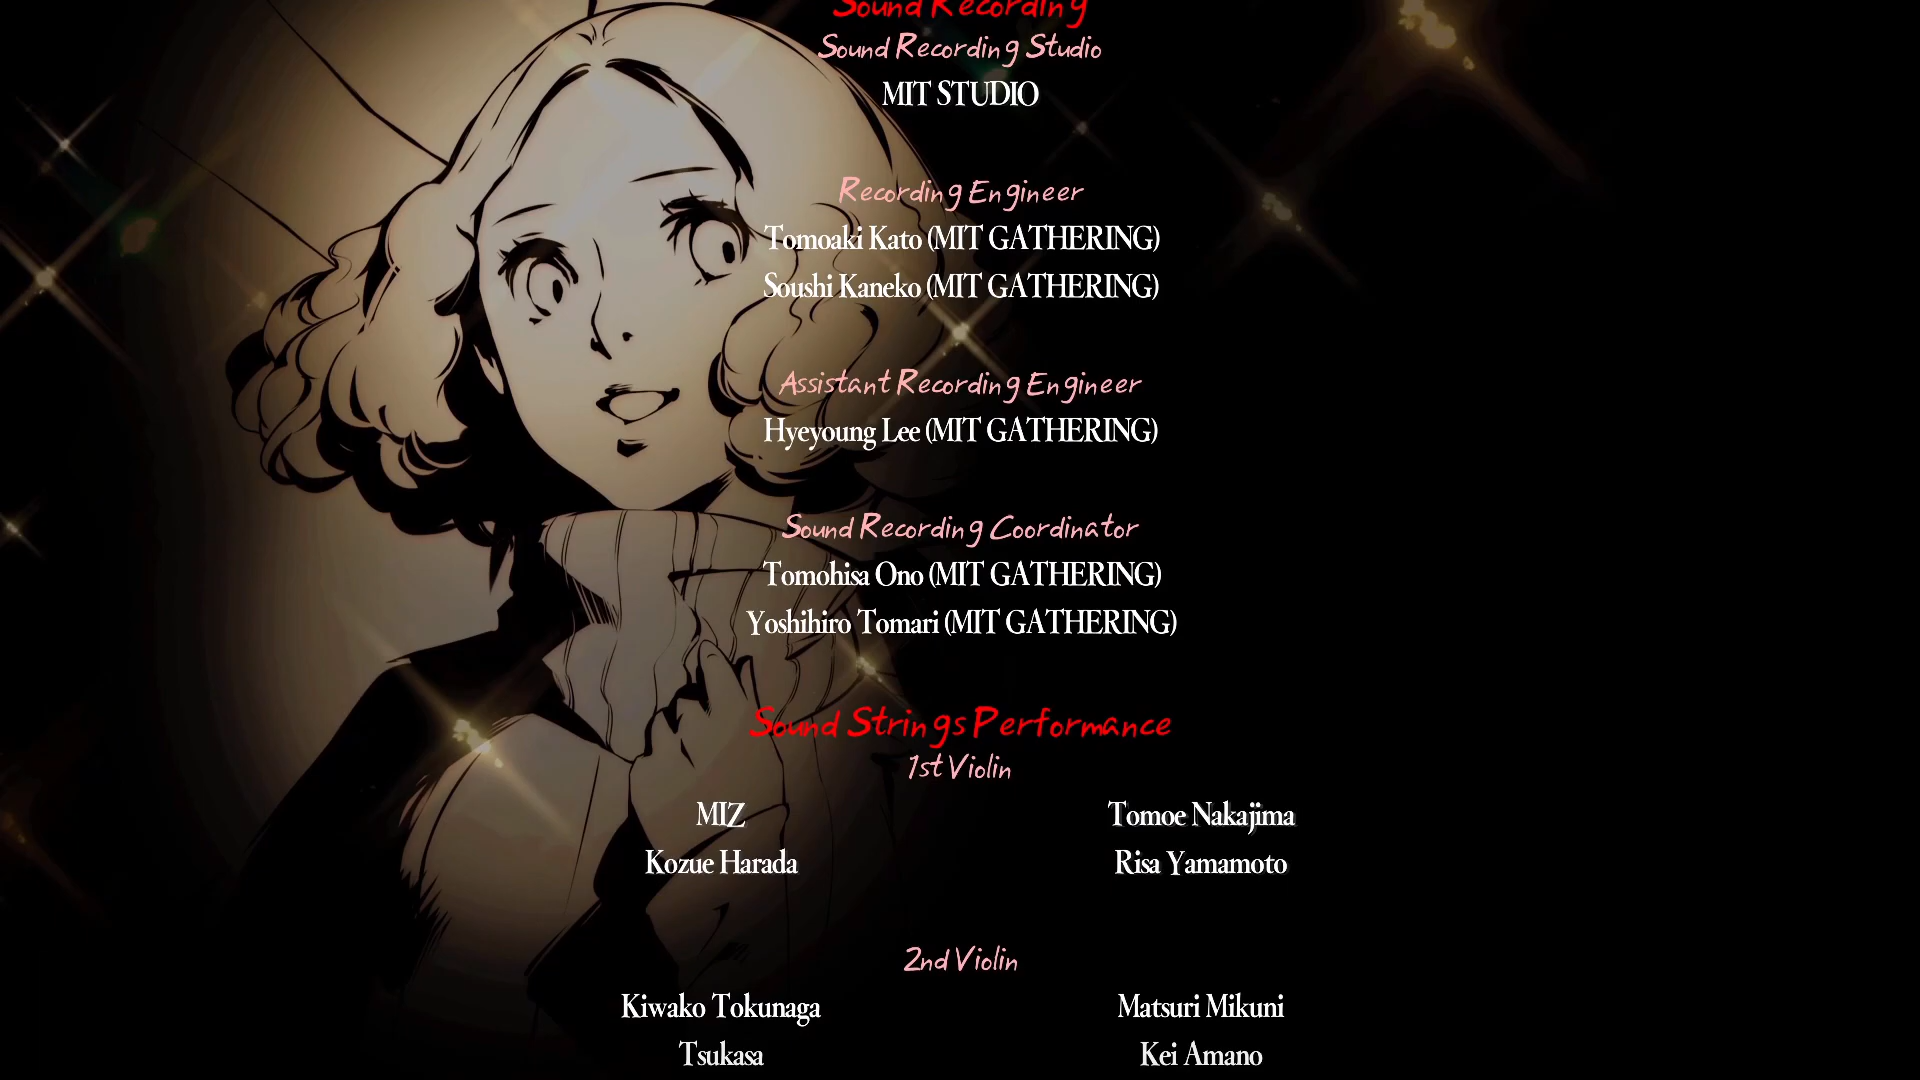 Sound Recording
Sound Recording Studio
MIT STUDIO
Recording Engineer
Tomoaki Kato (MIT GATHERING)
Soushi Kaneko (MIT GATHERING)
Assistant Recording Engineer
Hyeyoung Lee (MIT GATHERING)
Sound Recording Coordinator
Tomohisa Ono (MIT GATHERING)
Yoshihiro Tomari (MIT GATHERING)
Sound Strings Performance
1st Violin
MIZ Tomoe Nakajima
Kozue Harada Risa Yamamoto
2nd Violin
Kiwako Tokunaga Matsuri Mikuni
Tsukasa Kei Amano